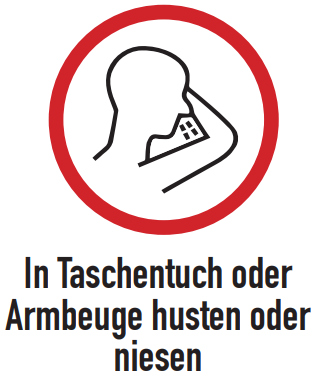 In Taschentuch oder
Armbeuge husten oder
niesen